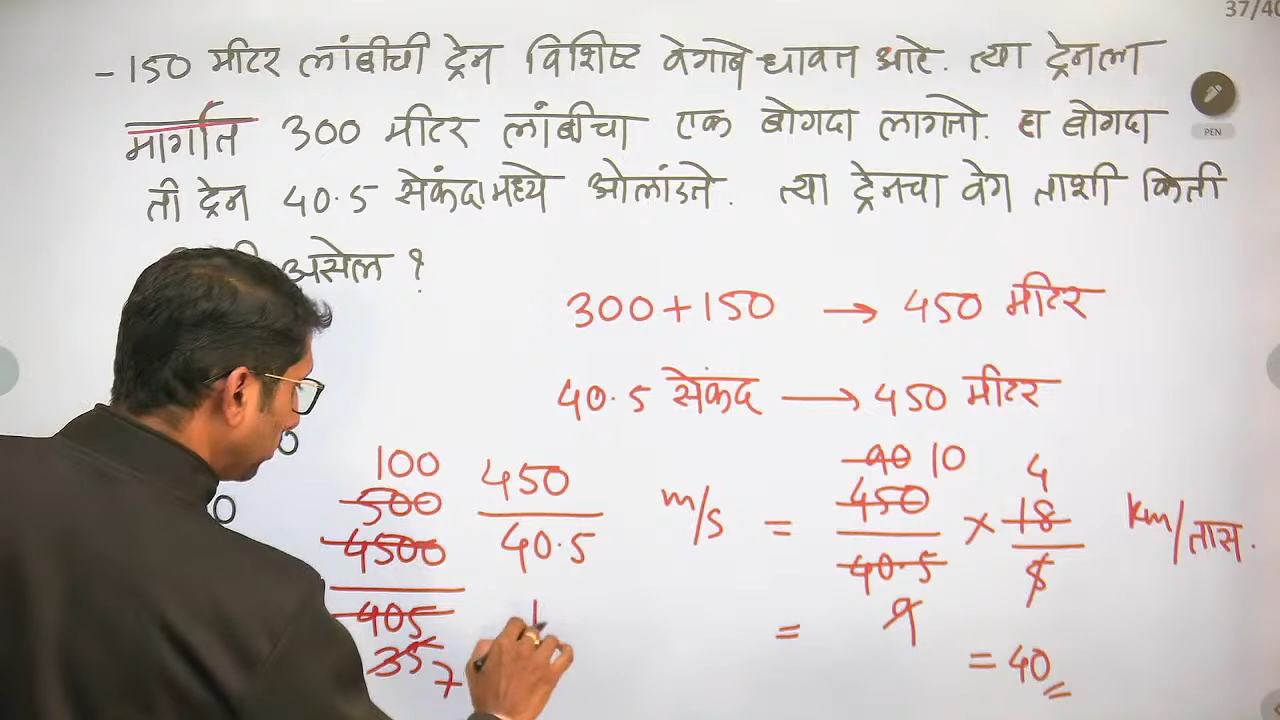 37/40
-150 मीटर लांबीची ट्रेन विशिष्ट वेगाने धावत आहे. त्या ट्रेनला
मार्गात 300 मीटर लांबीचा एक बोगदा लागतो. हा बोगदा
ती ट्रेन 40.5 सेकंदामध्ये ओलांडते. त्या ट्रेनचा वेग ताशी किती
असेल ?
PEN
300+150 → 450 मीटर
40.5 सेकंद → 450 मीटर
100
500
4500
405
35
7
450
40.5
m/s
=
90 10
450
40.5
9
×
4
18
5
km/तास.
=
= 40